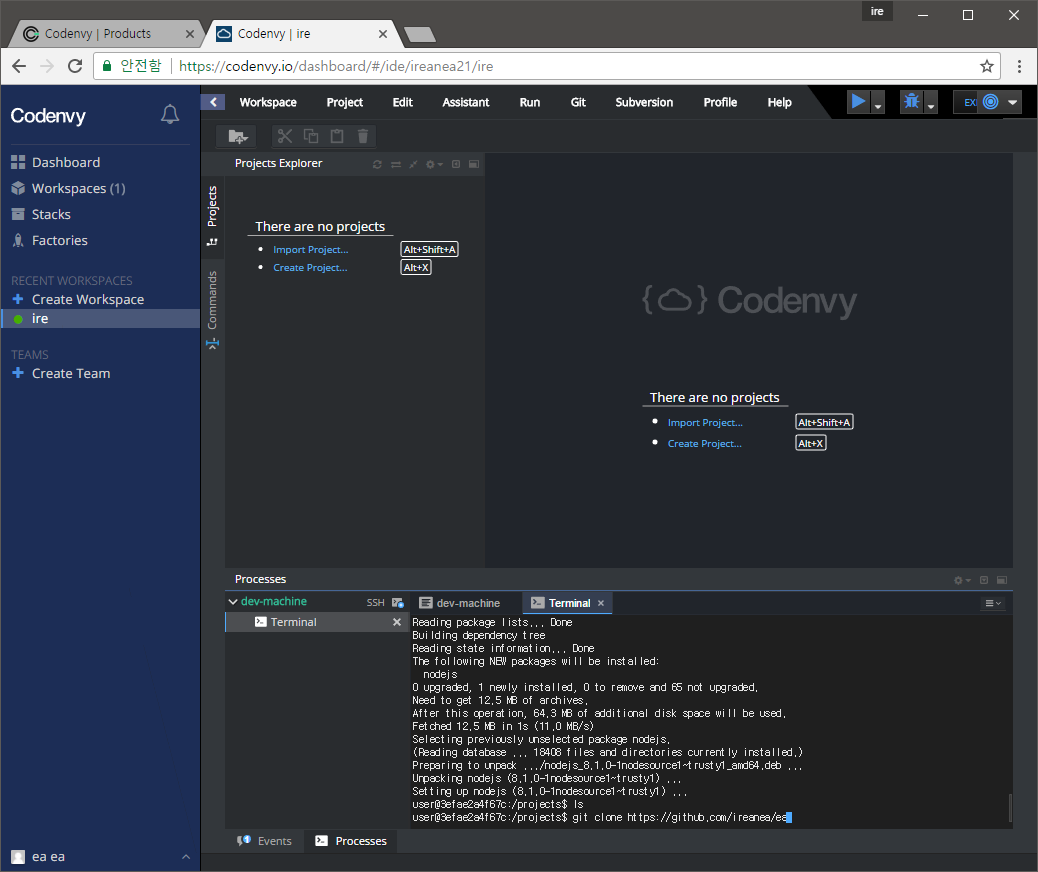 ire
Codenvy | Products
Codenvy | ire
안전함
https://codenvy.io/dashboard/#/ide/ireanea21/ire
Codenvy
Workspace Project Edit Assistant Run Git Subversion Profile Help
Dashboard
Workspaces (1)
Stacks
Factories
RECENT WORKSPACES
Create Workspace
ire
TEAMS
Create Team
ea ea
Projects Explorer
Projects
Commands
There are no projects
Import Project... Alt+Shift+A
Create Project... Alt+X
{ } Codenvy
There are no projects
Import Project... Alt+Shift+A
Create Project... Alt+X
Processes
dev-machine SSH
Terminal
dev-machine Terminal
Reading package lists... Done
Building dependency tree
Reading state information... Done
The following NEW packages will be installed:
nodejs
0 upgraded, 1 newly installed, 0 to remove and 65 not upgraded.
Need to get 12.5 MB of archives.
After this operation, 64.3 MB of additional disk space will be used.
Fetched 12.5 MB in 1s (11.0 MB/s)
Selecting previously unselected package nodejs.
(Reading database ... 18408 files and directories currently installed.)
Preparing to unpack .../nodejs_8.1.0-1nodesource1~trusty1_amd64.deb ...
Unpacking nodejs (8.1.0-1nodesource1~trusty1) ...
Setting up nodejs (8.1.0-1nodesource1~trusty1) ...
user@3efae2a4f67c:/projects$ ls
user@3efae2a4f67c:/projects$ git clone https://github.com/ireanea/ea
Events Processes